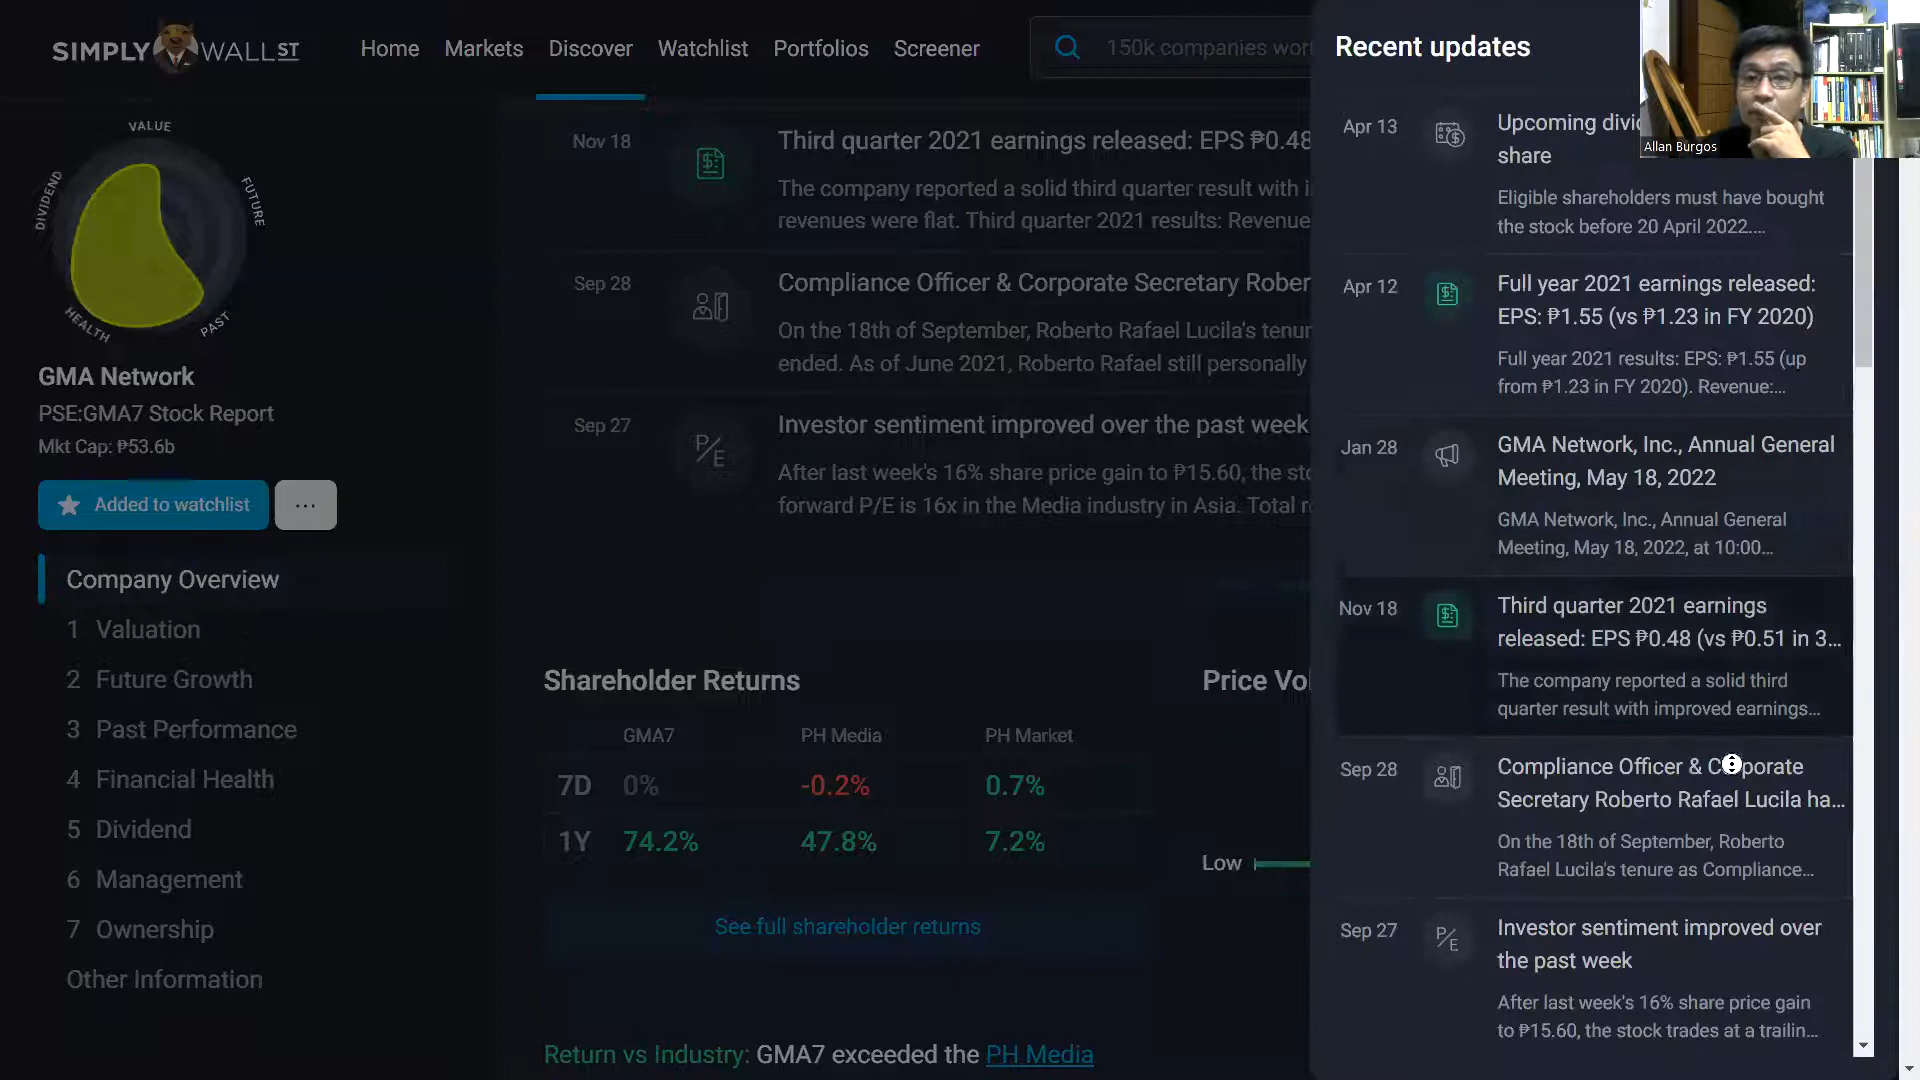 SIMPLY WALL ST
Home
Markets
Discover
Watchlist
Portfolios
Screener
150k companies wor
VALUE
FUTURE
PAST
HEALTH
DIVIDEND
GMA Network
PSE:GMA7 Stock Report
Mkt Cap: ₱53.6b
Added to watchlist
...
Company Overview
1 Valuation
2 Future Growth
3 Past Performance
4 Financial Health
5 Dividend
6 Management
7 Ownership
Other Information
Nov 18
Third quarter 2021 earnings released: EPS ₱0.48
The company reported a solid third quarter result with i
revenues were flat. Third quarter 2021 results: Revenue
Sep 28
Compliance Officer & Corporate Secretary Rober
On the 18th of September, Roberto Rafael Lucila's tenur
ended. As of June 2021, Roberto Rafael still personally
Sep 27
P/E
Investor sentiment improved over the past week
After last week's 16% share price gain to ₱15.60, the sto
forward P/E is 16x in the Media industry in Asia. Total r
Shareholder Returns
GMA7 PH Media PH Market
7D 0% -0.2% 0.7%
1Y 74.2% 47.8% 7.2%
See full shareholder returns
Return vs Industry: GMA7 exceeded the PH Media
Price Vol
Low
Recent updates
Allan Burgos
Apr 13
Upcoming divid
share
Eligible shareholders must have bought
the stock before 20 April 2022....
Apr 12
Full year 2021 earnings released:
EPS: ₱1.55 (vs ₱1.23 in FY 2020)
Full year 2021 results: EPS: ₱1.55 (up
from ₱1.23 in FY 2020). Revenue:...
Jan 28
GMA Network, Inc., Annual General
Meeting, May 18, 2022
GMA Network, Inc., Annual General
Meeting, May 18, 2022, at 10:00...
Nov 18
Third quarter 2021 earnings
released: EPS ₱0.48 (vs ₱0.51 in 3...
The company reported a solid third
quarter result with improved earnings...
Sep 28
Compliance Officer & Corporate
Secretary Roberto Rafael Lucila ha...
On the 18th of September, Roberto
Rafael Lucila's tenure as Compliance...
Sep 27
P/E
Investor sentiment improved over
the past week
After last week's 16% share price gain
to ₱15.60, the stock trades at a trailin...